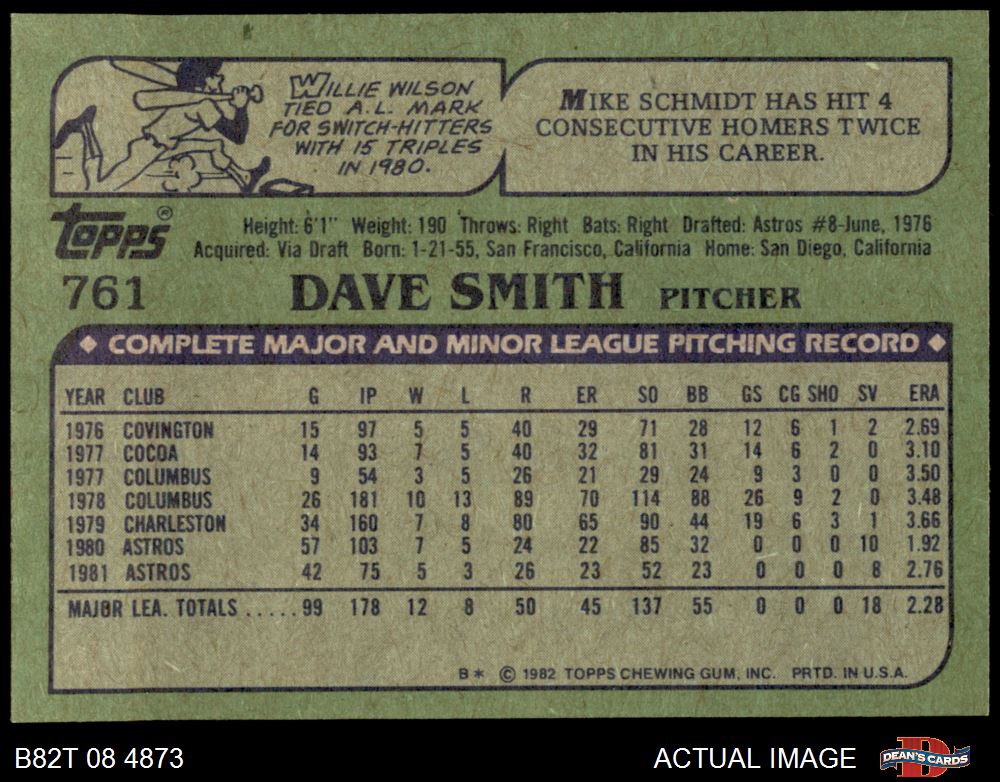 WILLIE WILSON
TIED A.L. MARK
FOR SWITCH-HITTERS
WITH 15 TRIPLES
IN 1980.
MIKE SCHMIDT HAS HIT 4
CONSECUTIVE HOMERS TWICE
IN HIS CAREER.
Topps®
Height: 6'1" Weight: 190 Throws: Right Bats: Right Drafted: Astros #8-June, 1976
Acquired: Via Draft Born: 1-21-55, San Francisco, California Home: San Diego, California
761 DAVE SMITH PITCHER
◆ COMPLETE MAJOR AND MINOR LEAGUE PITCHING RECORD ◆
YEAR CLUB G IP W L R ER SO BB GS CG SHO SV ERA
1976 COVINGTON 15 97 5 5 40 29 71 28 12 6 1 2 2.69
1977 COCOA 14 93 7 5 40 32 81 31 14 6 2 0 3.10
1977 COLUMBUS 9 54 3 5 26 21 29 24 9 3 0 0 3.50
1978 COLUMBUS 26 181 10 13 89 70 114 88 26 9 2 0 3.48
1979 CHARLESTON 34 160 7 8 80 65 90 44 19 6 3 1 3.66
1980 ASTROS 57 103 7 5 24 22 85 32 0 0 0 10 1.92
1981 ASTROS 42 75 5 3 26 23 52 23 0 0 0 8 2.76
MAJOR LEA. TOTALS ..... 99 178 12 8 50 45 137 55 0 0 0 18 2.28
B* © 1982 TOPPS CHEWING GUM, INC. PRTD. IN U.S.A.
B82T 08 4873
ACTUAL IMAGE
D DEAN'S CARDS